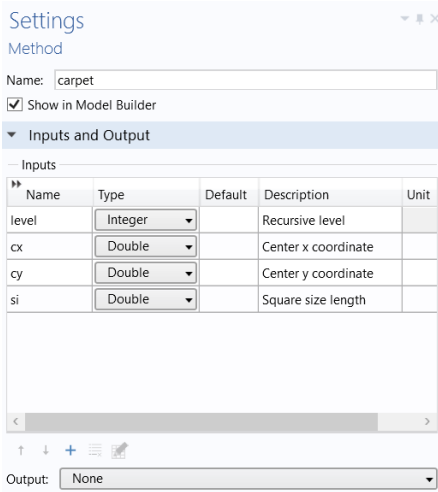 Settings
Method
Name: carpet
Show in Model Builder
Inputs and Output
Inputs
Name Type Default Description Unit
level Integer Recursive level
cx Double Center x coordinate
cy Double Center y coordinate
si Double Square size length
Output: None